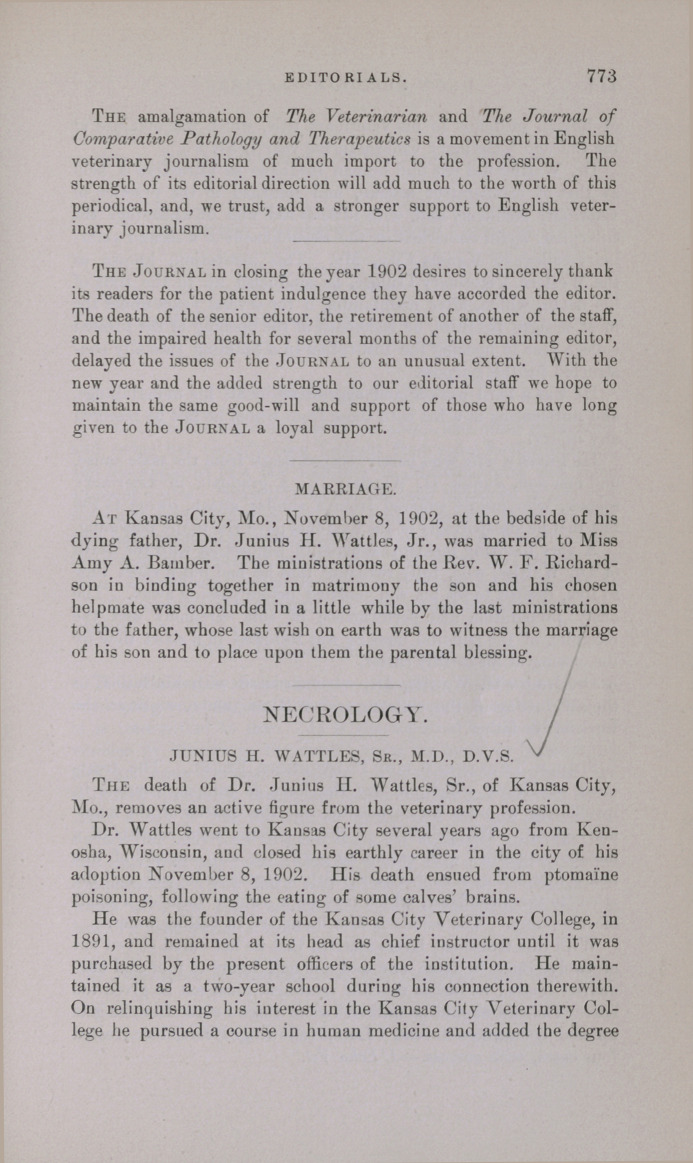 EDITORIALS. 773
THE amalgamation of The Veterinarian and The Journal of
Comparative Pathology and Therapeutics is a movement in English
veterinary journalism of much import to the profession. The
strength of its editorial direction will add much to the worth of this
periodical, and, we trust, add a stronger support to English veter-
inary journalism.
THE JOURNAL in closing the year 1902 desires to sincerely thank
its readers for the patient indulgence they have accorded the editor.
The death of the senior editor, the retirement of another of the staff,
and the impaired health for several months of the remaining editor,
delayed the issues of the JOURNAL to an unusual extent. With the
new year and the added strength to our editorial staff we hope to
maintain the same good-will and support of those who have long
given to the JOURNAL a loyal support.
MARRIAGE.
AT Kansas City, Mo., November 8, 1902, at the bedside of his
dying father, Dr. Junius H. Wattles, Jr., was married to Miss
Amy A. Bamber. The ministrations of the Rev. W. F. Richard-
son in binding together in matrimony the son and his chosen
helpmate was concluded in a little while by the last ministrations
to the father, whose last wish on earth was to witness the marriage
of his son and to place upon them the parental blessing.
NECROLOGY.
JUNIUS H. WATTLES, SR., M.D., D.V.S.
THE death of Dr. Junius H. Wattles, Sr., of Kansas City,
Mo., removes an active figure from the veterinary profession.
Dr. Wattles went to Kansas City several years ago from Ken-
osha, Wisconsin, and closed his earthly career in the city of his
adoption November 8, 1902. His death ensued from ptomaïne
poisoning, following the eating of some calves' brains.
He was the founder of the Kansas City Veterinary College, in
1891, and remained at its head as chief instructor until it was
purchased by the present officers of the institution. He main-
tained it as a two-year school during his connection therewith.
On relinquishing his interest in the Kansas City Veterinary Col-
lege he pursued a course in human medicine and added the degree